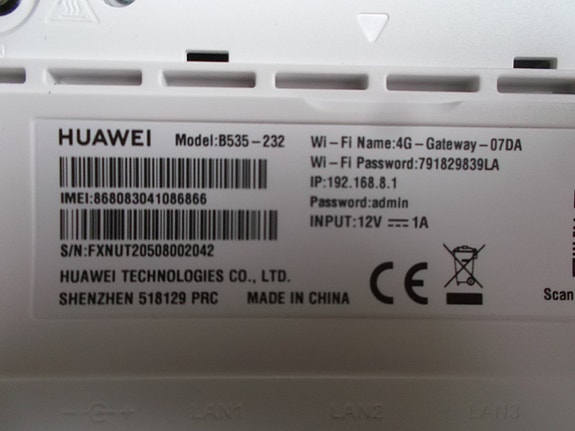 HUAWEI Model:B535-232
IMEI:868083041086866
S/N:FXNUT20508002042
HUAWEI TECHNOLOGIES CO., LTD.
SHENZHEN 518129 PRC MADE IN CHINA
Wi-Fi Name:4G-Gateway-07DA
Wi-Fi Password:791829839LA
IP:192.168.8.1
Password:admin
INPUT:12V ⎓ 1A
CE
Scan
LAN1 LAN2 LAN3